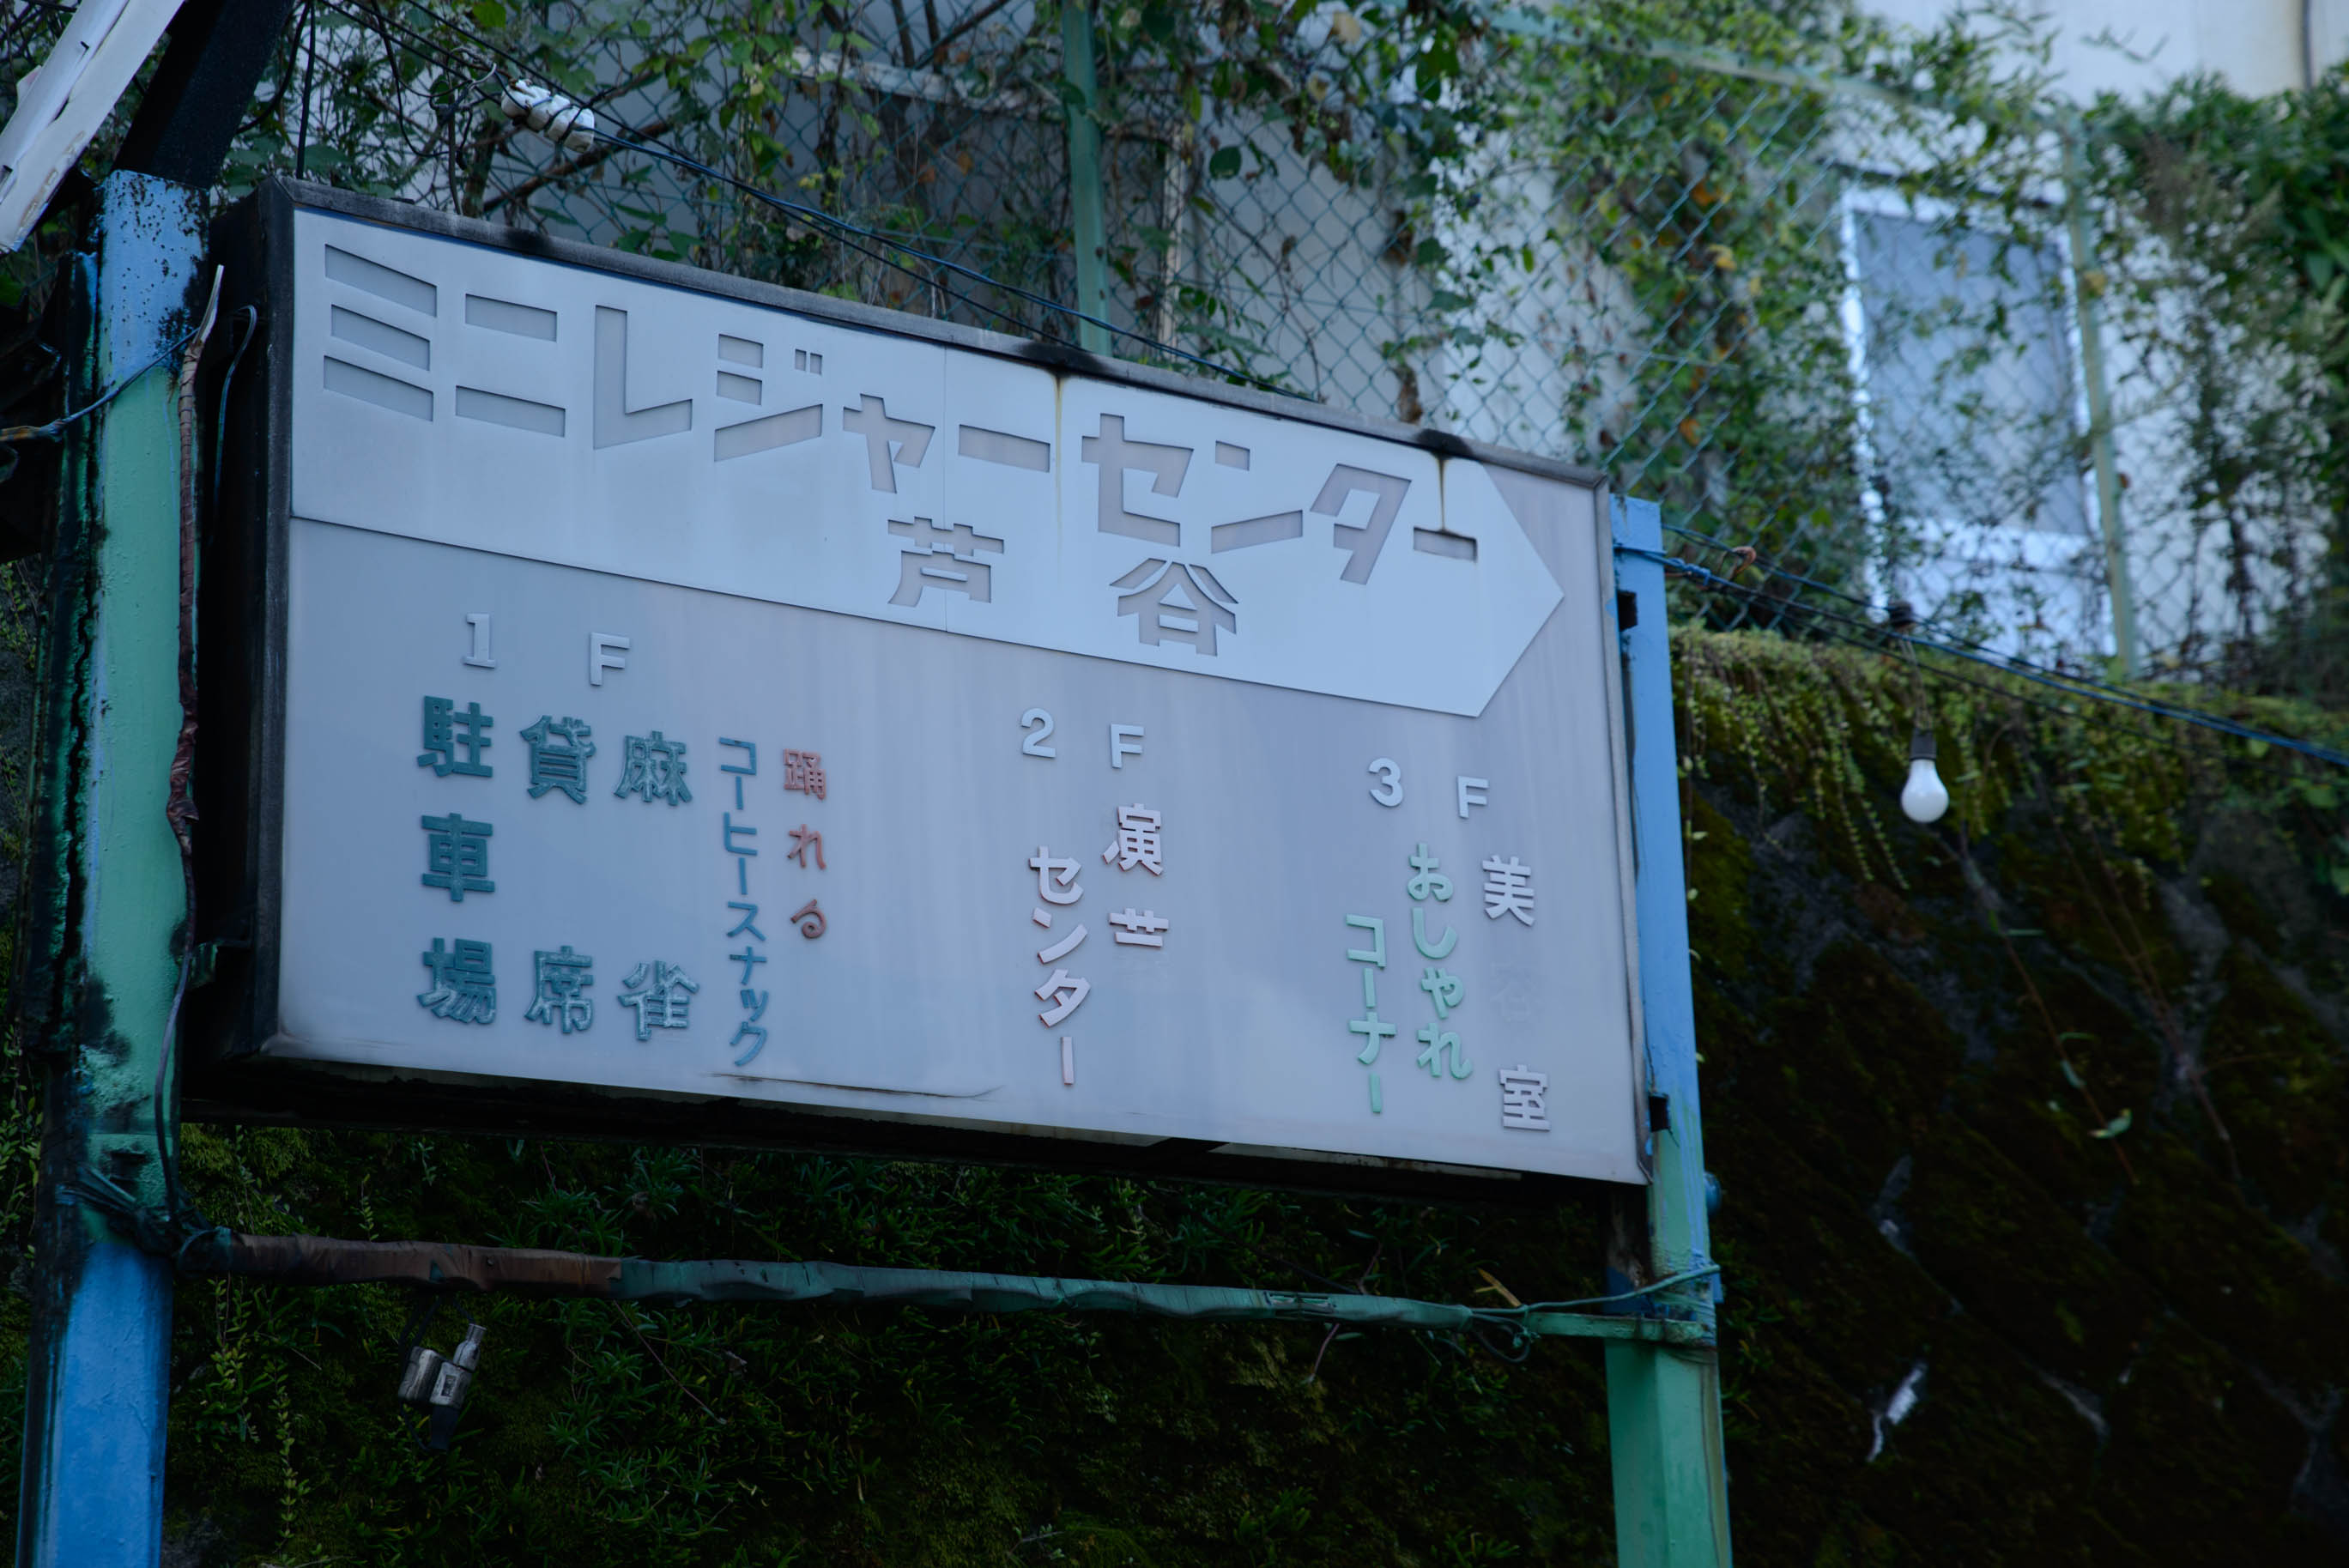 ミニレジャーセンター
芦谷
1F
踊れる
コーヒースナック
麻雀
貸席
駐車場
2F
演芸
センター
3F
美容室
おしゃれ
コーナー